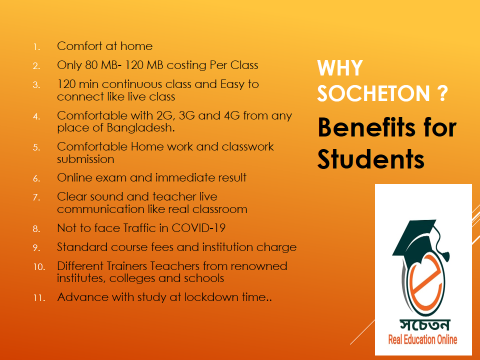 1. Comfort at home
2. Only 80 MB- 120 MB costing Per Class
3. 120 min continuous class and Easy to
connect like live class
4. Comfortable with 2G, 3G and 4G from any
place of Bangladesh.
5. Comfortable Home work and classwork
submission
6. Online exam and immediate result
7. Clear sound and teacher live
communication like real classroom
8. Not to face Traffic in COVID-19
9. Standard course fees and institution charge
10. Different Trainers Teachers from renowned
institutes, colleges and schools
11. Advance with study at lockdown time..
WHY
SOCHETON ?
Benefits for
Students
সচেতন
Real Education Online